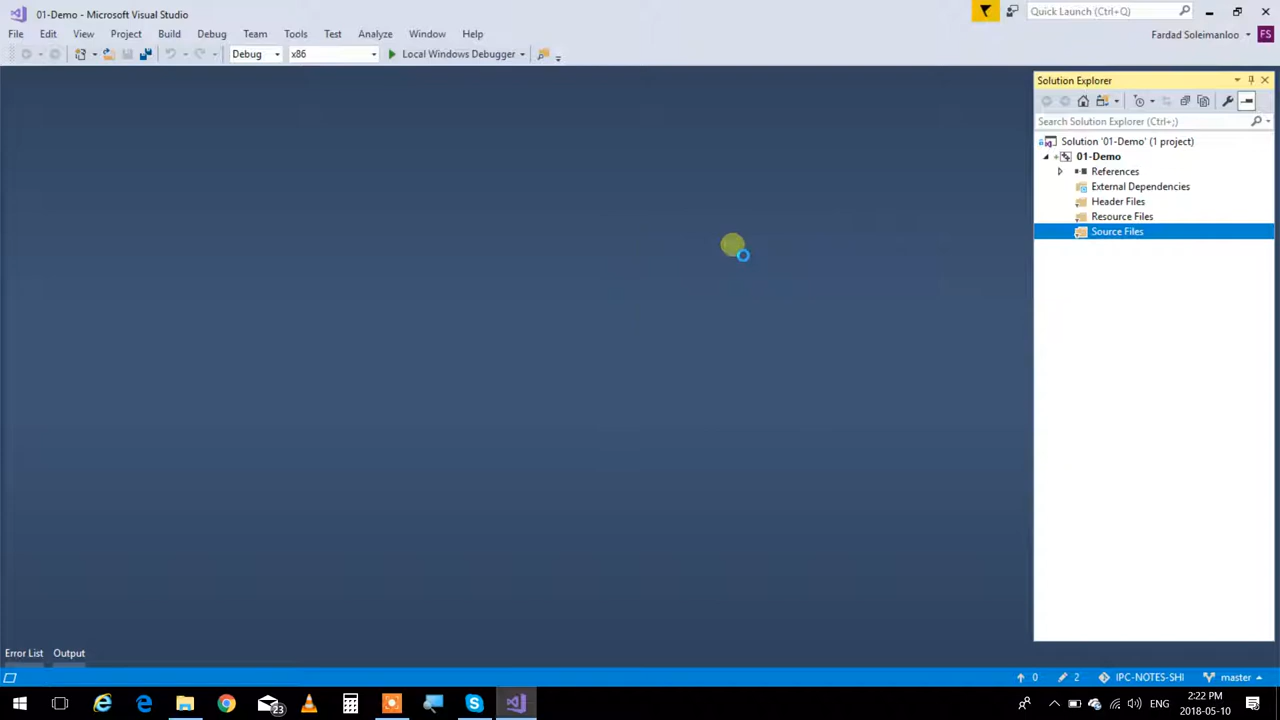 01-Demo - Microsoft Visual Studio
Quick Launch (Ctrl+Q)
File Edit View Project Build Debug Team Tools Test Analyze Window Help
Fardad Soleimanloo FS
Debug x86 Local Windows Debugger
Solution Explorer
Search Solution Explorer (Ctrl+;)
Solution '01-Demo' (1 project)
01-Demo
References
External Dependencies
Header Files
Resource Files
Source Files
Error List Output
0 2 IPC-NOTES-SHI master
23
ENG
2:22 PM
2018-05-10